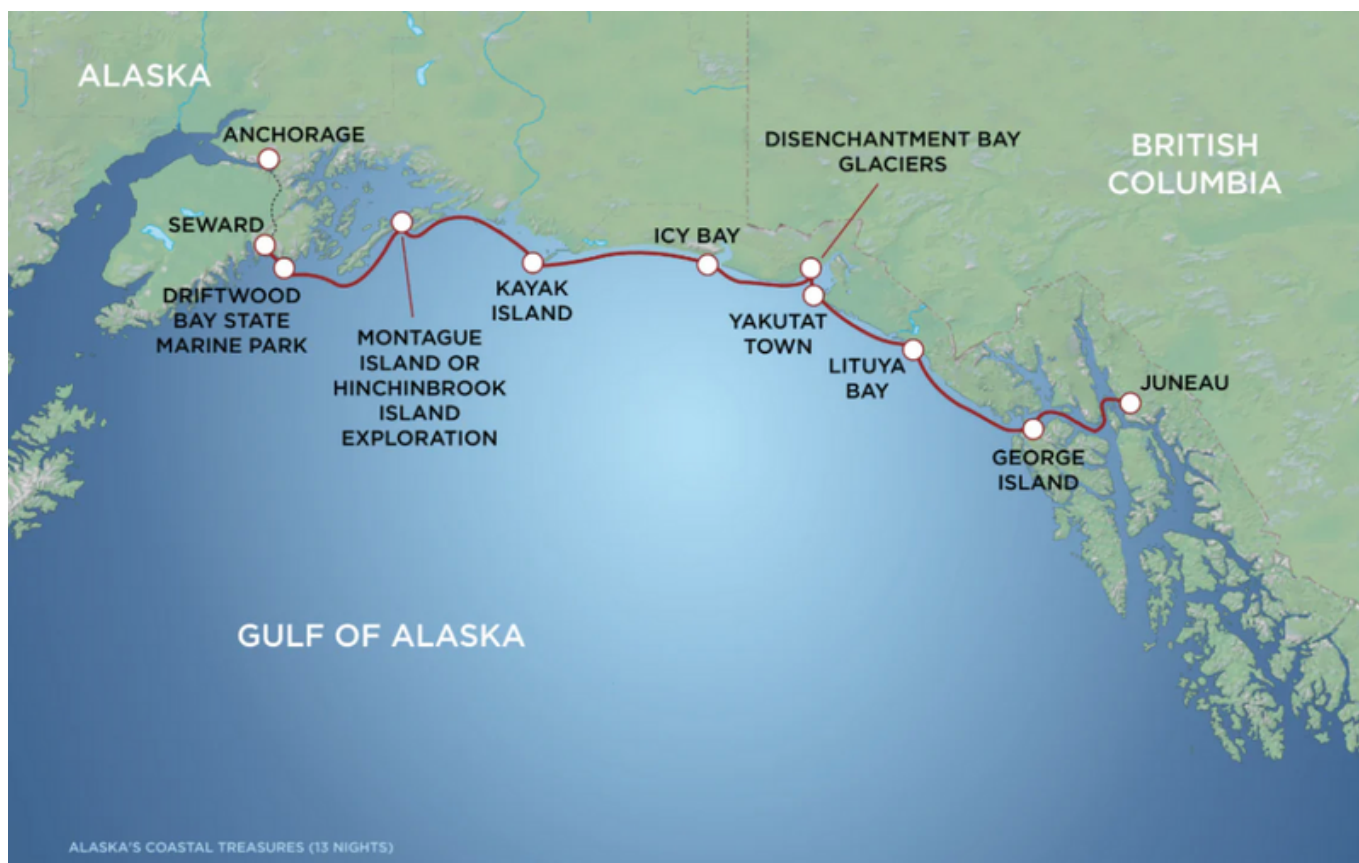 ALASKA
ANCHORAGE
SEWARD
DRIFTWOOD
BAY STATE
MARINE PARK
MONTAGUE
ISLAND OR
HINCHINBROOK
ISLAND
EXPLORATION
KAYAK
ISLAND
ICY BAY
DISENCHANTMENT BAY
GLACIERS
YAKUTAT
TOWN
LITUYA
BAY
BRITISH
COLUMBIA
JUNEAU
GEORGE
ISLAND
GULF OF ALASKA
ALASKA'S COASTAL TREASURES (13 NIGHTS)